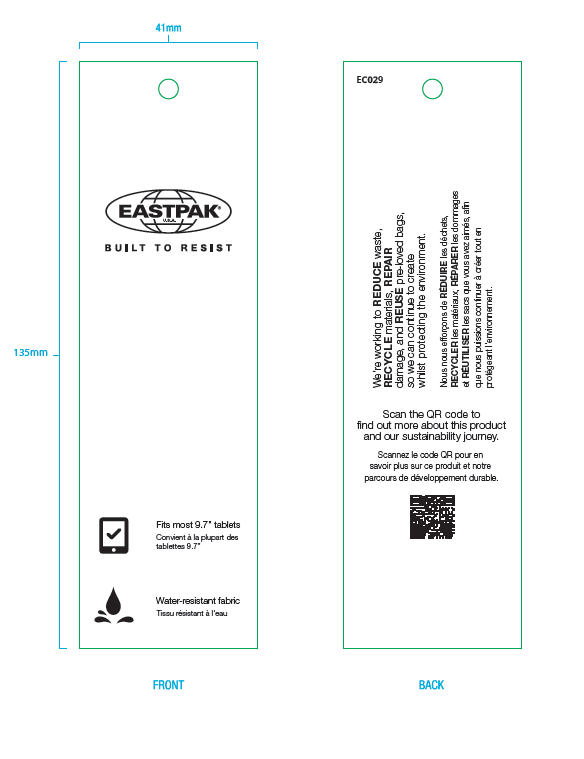 41mm
135mm
EASTPAK®
U.S.A.
BUILT TO RESIST
Fits most 9.7" tablets
Convient à la plupart des
tablettes 9.7"
Water-resistant fabric
Tissu résistant à l'eau
FRONT
EC029
We're working to REDUCE waste,
RECYCLE materials, REPAIR
damage, and REUSE pre-loved bags,
so we can continue to create
whilst protecting the environment.
Nous nous efforçons de RÉDUIRE les déchets,
RECYCLER les matériaux, RÉPARER les dommages
et RÉUTILISER les sacs que vous avez aimés, afin
que nous puissions continuer à créer tout en
protégeant l'environnement.
Scan the QR code to
find out more about this product
and our sustainability journey.
Scannez le code QR pour en
savoir plus sur ce produit et notre
parcours de développement durable.
BACK